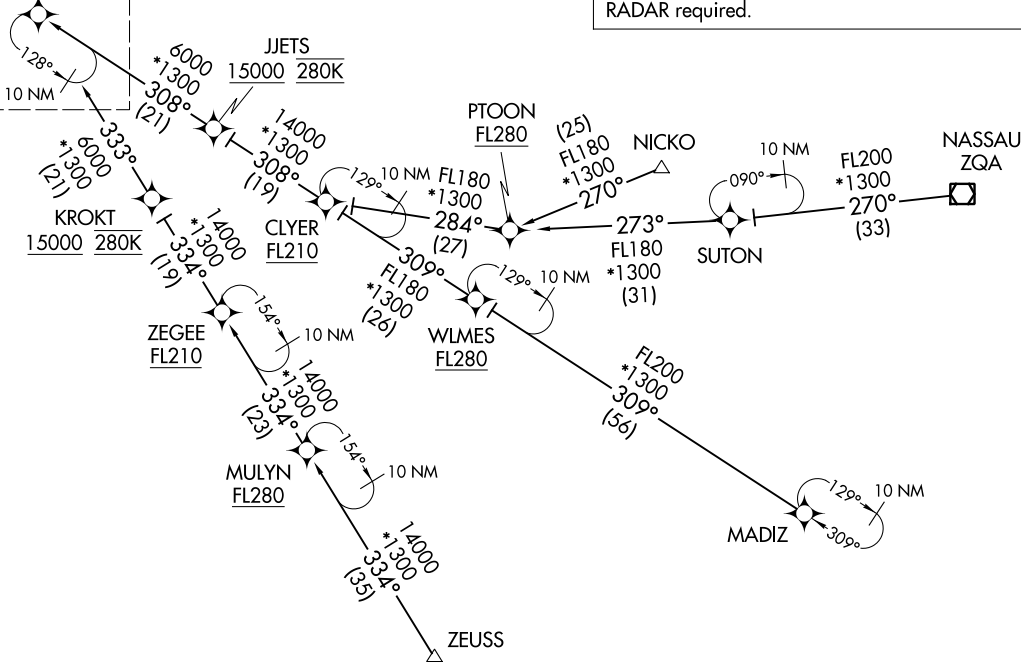 RADAR required.
128°
10 NM
6000
*1300
308°
(21)
JJETS
15000 280K
14000
*1300
308°
(19)
PTOON
FL280
(25)
FL180
*1300
270°
NICKO
10 NM
090°
FL200
*1300
270°
(33)
NASSAU
ZQA
333°
6000
*1300
(21)
KROKT
15000 280K
129°
10 NM
CLYER
FL210
FL180
*1300
284°
(27)
273°
FL180
*1300
(31)
SUTON
14000
*1300
334°
(19)
309°
FL180
*1300
(26)
129°
10 NM
WLMES
FL280
ZEGEE
FL210
154°
10 NM
FL200
*1300
309°
(56)
14000
*1300
334°
(23)
MULYN
FL280
154°
10 NM
MADIZ
129°
10 NM
309°
14000
*1300
334°
(35)
ZEUSS